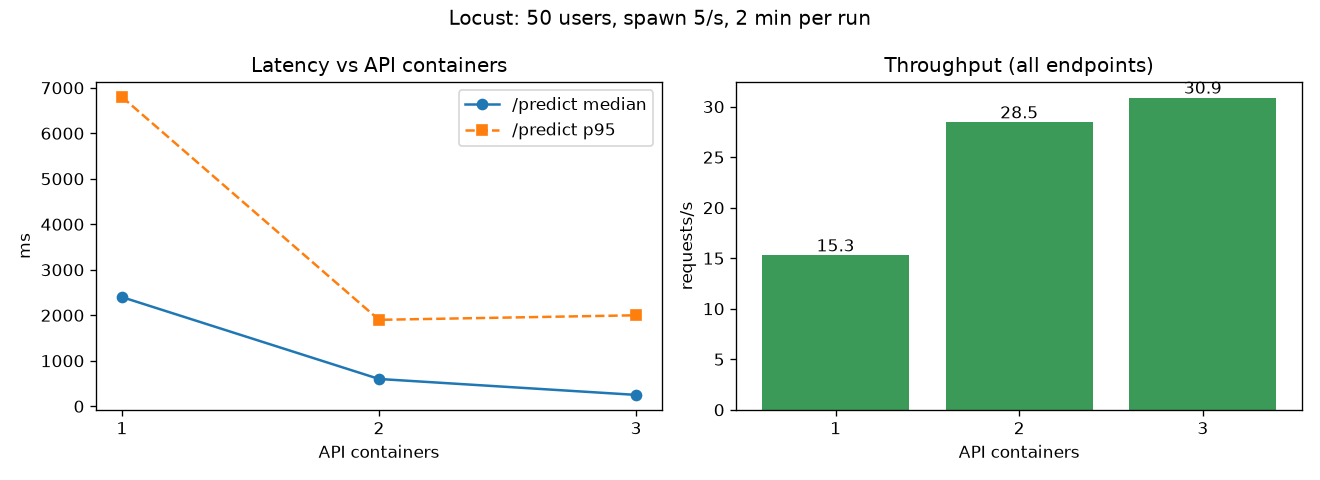 Locust: 50 users, spawn 5/s, 2 min per run
Latency vs API containers
7000
6000
5000
4000
3000
2000
1000
0
ms
/predict median
/predict p95
1
2
3
API containers
Throughput (all endpoints)
30
25
20
15
10
5
0
requests/s
15.3
28.5
30.9
1
2
3
API containers